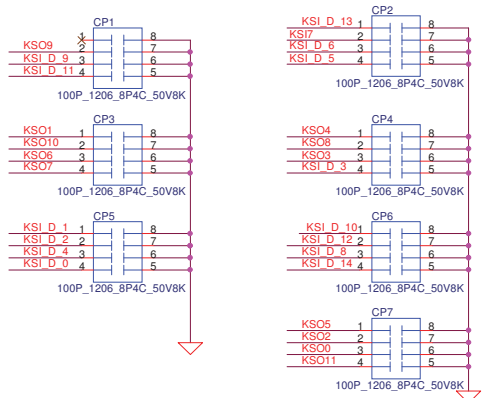 CP1
1 8
KSO9 2 7
KSI_D_9 3 6
KSI_D_11 4 5
100P_1206_8P4C_50V8K
CP2
KSI_D_13 1 8
KSI7 2 7
KSI_D_6 3 6
KSI_D_5 4 5
100P_1206_8P4C_50V8K
CP3
KSO1 1 8
KSO10 2 7
KSO6 3 6
KSO7 4 5
100P_1206_8P4C_50V8K
CP4
KSO4 1 8
KSO8 2 7
KSO3 3 6
KSI_D_3 4 5
100P_1206_8P4C_50V8K
CP5
KSI_D_1 1 8
KSI_D_2 2 7
KSI_D_4 3 6
KSI_D_0 4 5
100P_1206_8P4C_50V8K
CP6
KSI_D_10 1 8
KSI_D_12 2 7
KSI_D_8 3 6
KSI_D_14 4 5
100P_1206_8P4C_50V8K
CP7
KSO5 1 8
KSO2 2 7
KSO0 3 6
KSO11 4 5
100P_1206_8P4C_50V8K